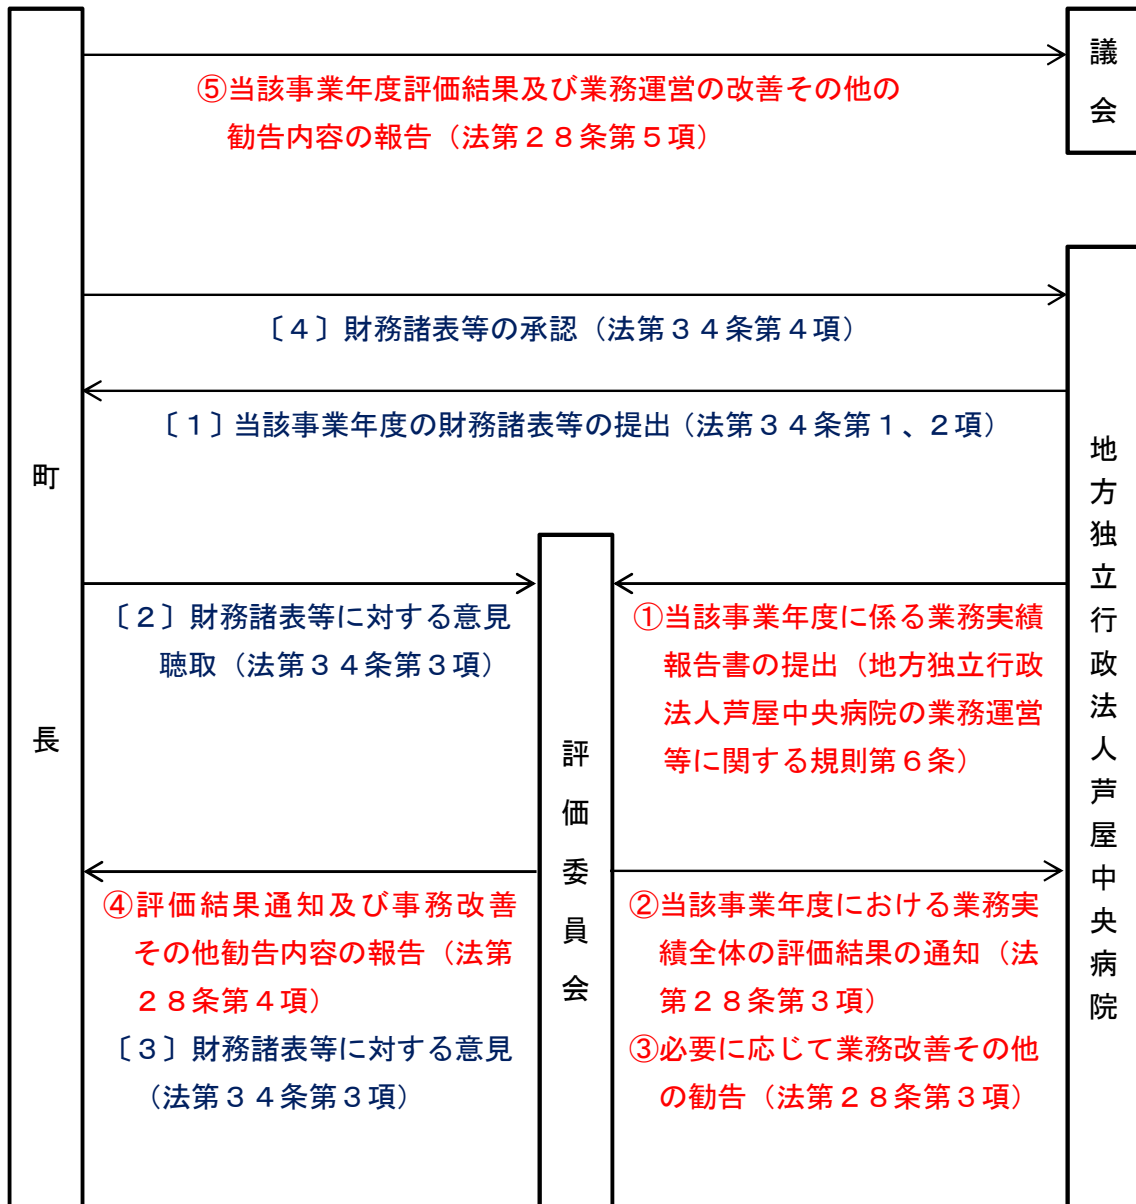 議会
⑤当該事業年度評価結果及び業務運営の改善その他の
勧告内容の報告（法第２８条第５項）
〔４〕財務諸表等の承認（法第３４条第４項）
〔１〕当該事業年度の財務諸表等の提出（法第３４条第１、２項）
町長
地方独立行政法人芦屋中央病院
評価委員会
〔２〕財務諸表等に対する意見
聴取（法第３４条第３項）
①当該事業年度に係る業務実績
報告書の提出（地方独立行政
法人芦屋中央病院の業務運営
等に関する規則第６条）
④評価結果通知及び事務改善
その他勧告内容の報告（法第
２８条第４項）
〔３〕財務諸表等に対する意見
（法第３４条第３項）
②当該事業年度における業務実
績全体の評価結果の通知（法
第２８条第３項）
③必要に応じて業務改善その他
の勧告（法第２８条第３項）